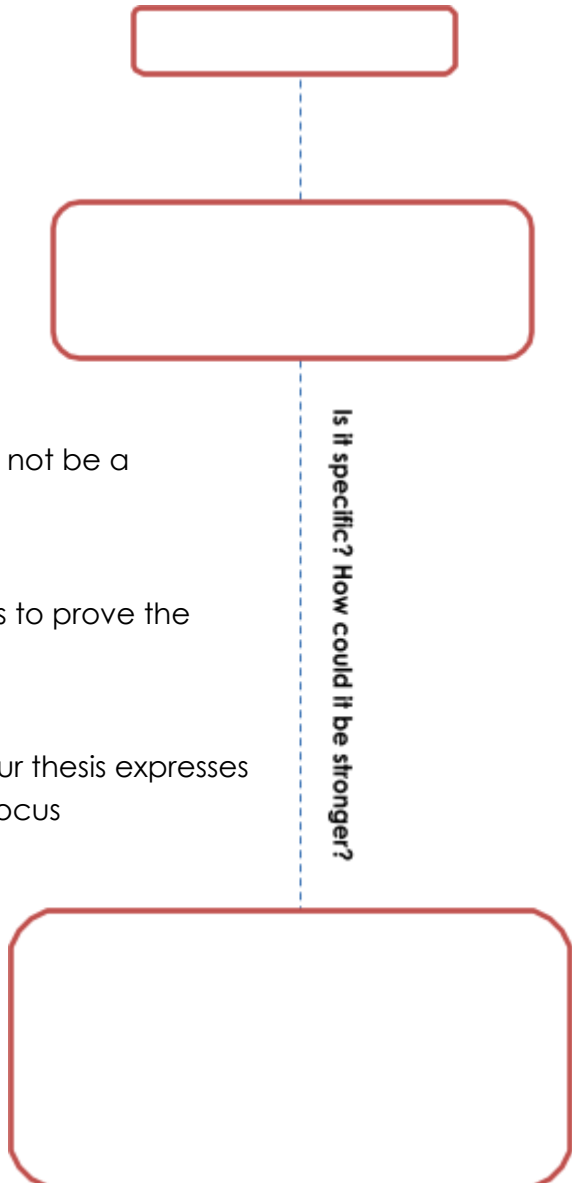 not be a
s to prove the
ur thesis expresses
ocus
Is it specific? How could it be stronger?